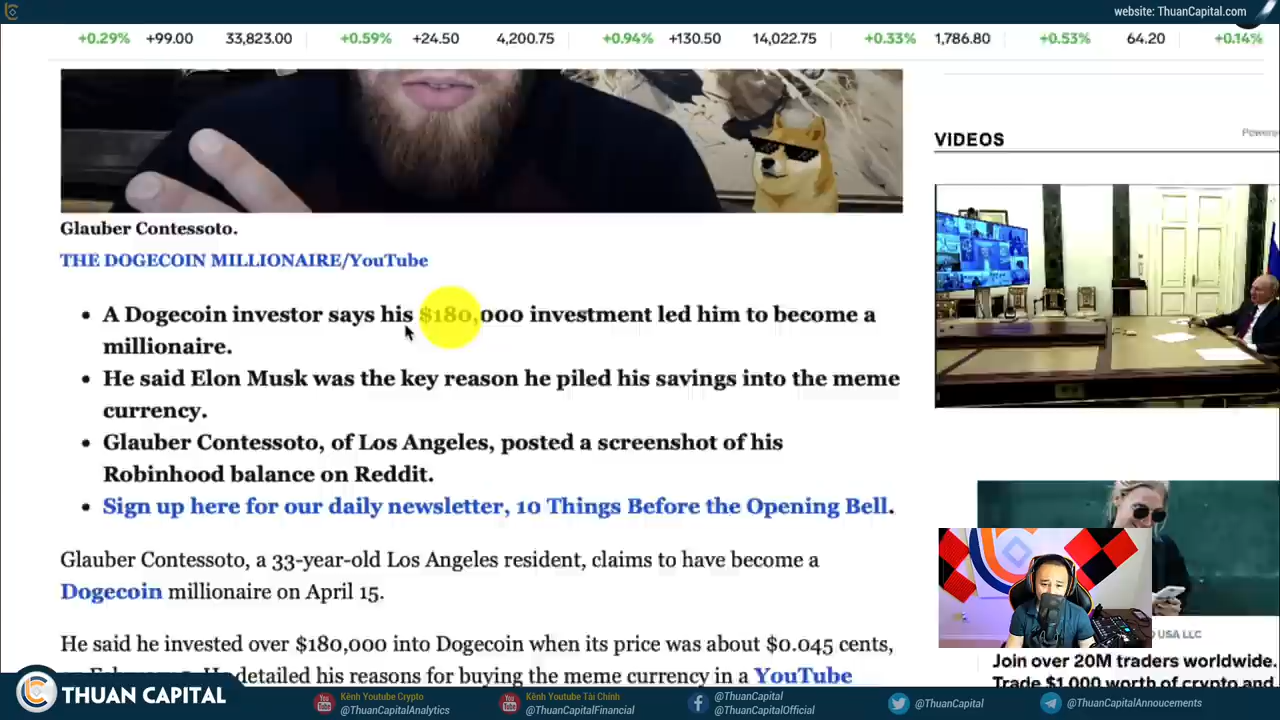 website: ThuanCapital.com
+0.29% +99.00 33,823.00 +0.59% +24.50 4,200.75 +0.94% +130.50 14,022.75 +0.33% 1,786.80 +0.53% 64.20 +0.14%
VIDEOS
Glauber Contessoto.
THE DOGECOIN MILLIONAIRE/YouTube
• A Dogecoin investor says his $180,000 investment led him to become a
millionaire.
• He said Elon Musk was the key reason he piled his savings into the meme
currency.
• Glauber Contessoto, of Los Angeles, posted a screenshot of his
Robinhood balance on Reddit.
• Sign up here for our daily newsletter, 10 Things Before the Opening Bell.
Glauber Contessoto, a 33-year-old Los Angeles resident, claims to have become a
Dogecoin millionaire on April 15.
He said he invested over $180,000 into Dogecoin when its price was about $0.045 cents,
He detailed his reasons for buying the meme currency in a YouTube
USA LLC
Join over 20M traders worldwide.
Trade $1,000 worth of crypto and
THUAN CAPITAL
Kênh Youtube Crypto
@ThuanCapitalAnalytics
Kênh Youtube Tài Chính
@ThuanCapitalFinancial
@ThuanCapital
@ThuanCapitalOfficial
@ThuanCapital
@ThuanCapitalAnnoucements